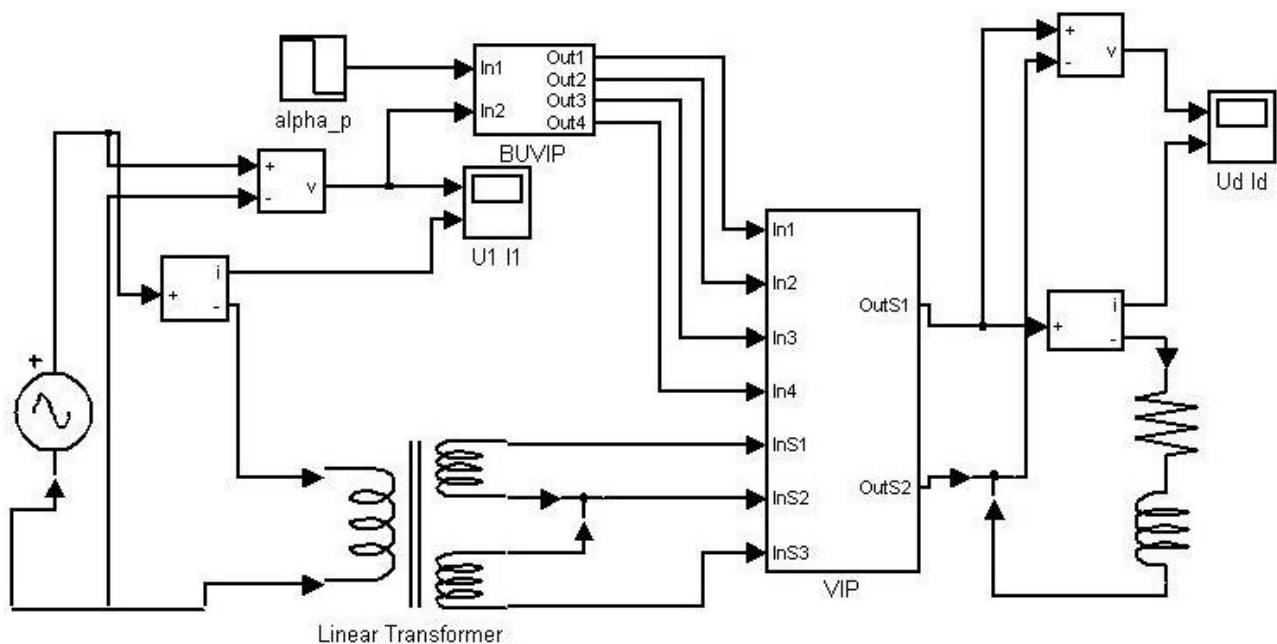 In1
In2
Out1
Out2
Out3
Out4
BUVIP
alpha_p
+
-
v
U1 I1
+
i
-
+
Linear Transformer
In1
In2
In3
In4
InS1
InS2
InS3
OutS1
OutS2
VIP
+
-
v
Ud Id
+
i
-